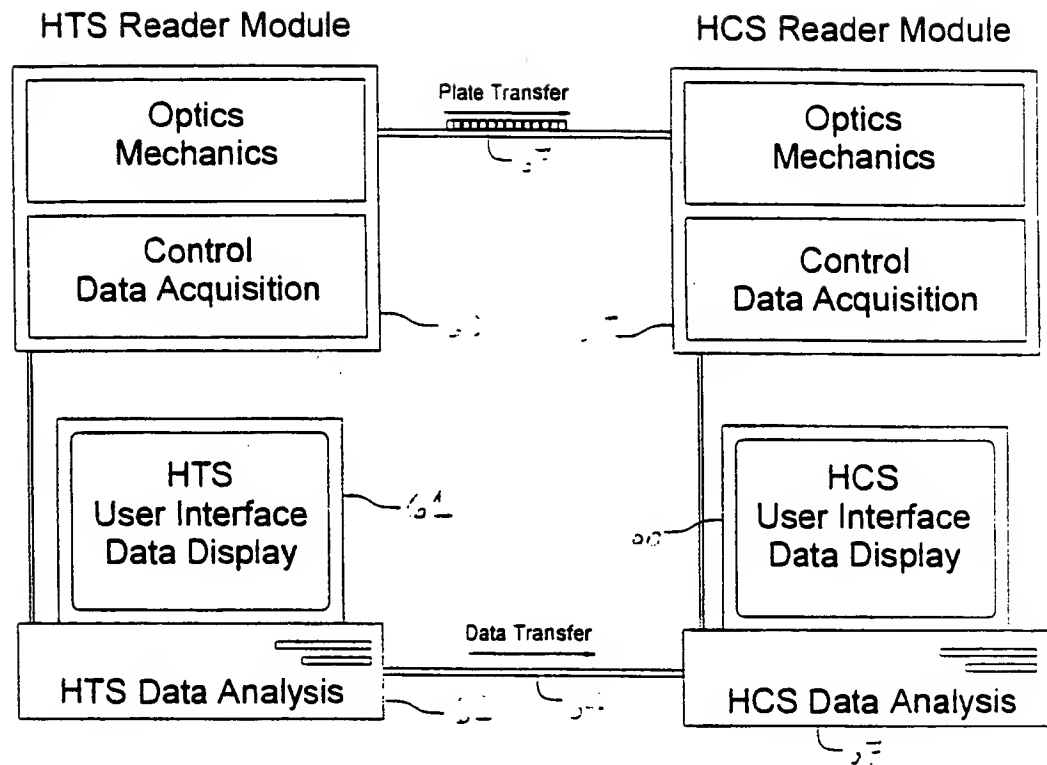 HTS Reader Module
HCS Reader Module
Optics
Mechanics
Control
Data Acquisition
Plate Transfer
Optics
Mechanics
Control
Data Acquisition
HTS
User Interface
Data Display
HTS Data Analysis
Data Transfer
HCS
User Interface
Data Display
HCS Data Analysis